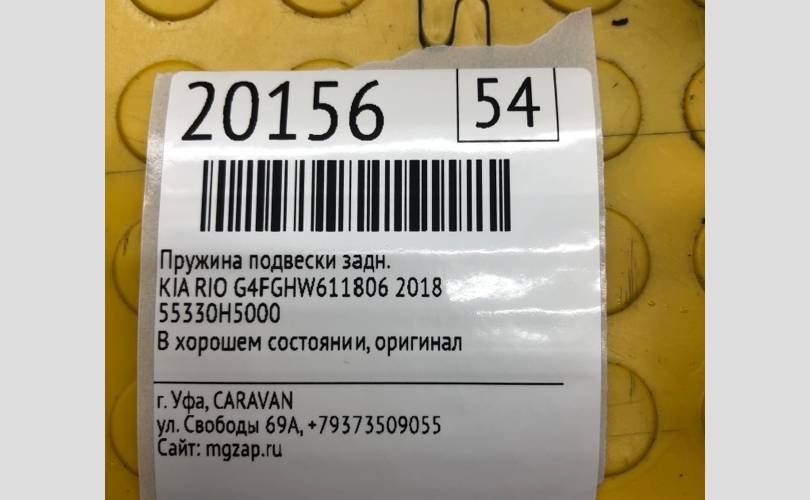 20156
54
Пружина подвески задн.
KIA RIO G4FGHW611806 2018
55330H5000
В хорошем состоянии, оригинал
г. Уфа, CARAVAN
ул. Свободы 69А, +79373509055
Сайт: mgzap.ru